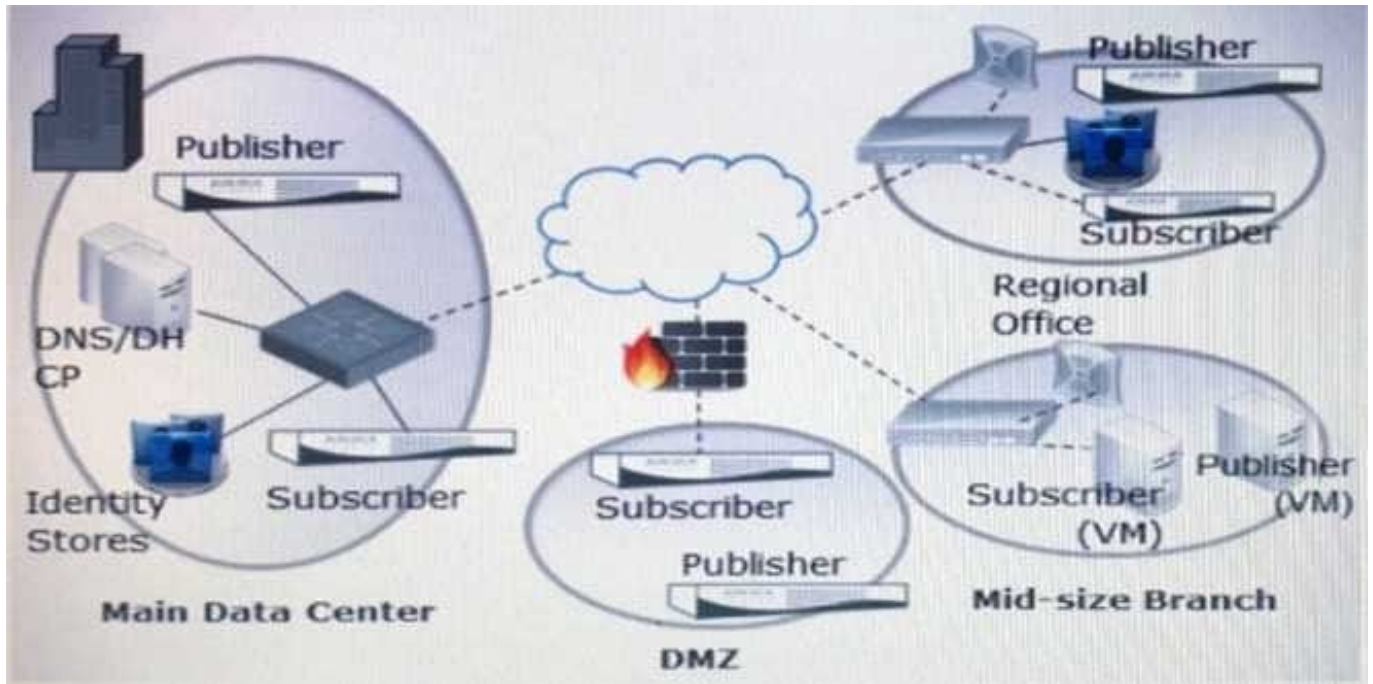 Publisher
DNS/DH
CP
Identity
Stores
Subscriber
Main Data Center
Subscriber
Publisher
DMZ
Publisher
Subscriber
Regional
Office
Subscriber
(VM)
Publisher
(VM)
Mid-size Branch